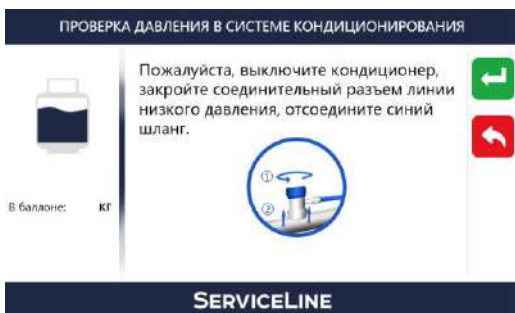 ПРОВЕРКА ДАВЛЕНИЯ В СИСТЕМЕ КОНДИЦИОНИРОВАНИЯ
Пожалуйста, выключите кондиционер,
закройте соединительный разъем линии
низкого давления, отсоедините синий
шланг.
①
②
В баллоне: кг
SERVICELINE